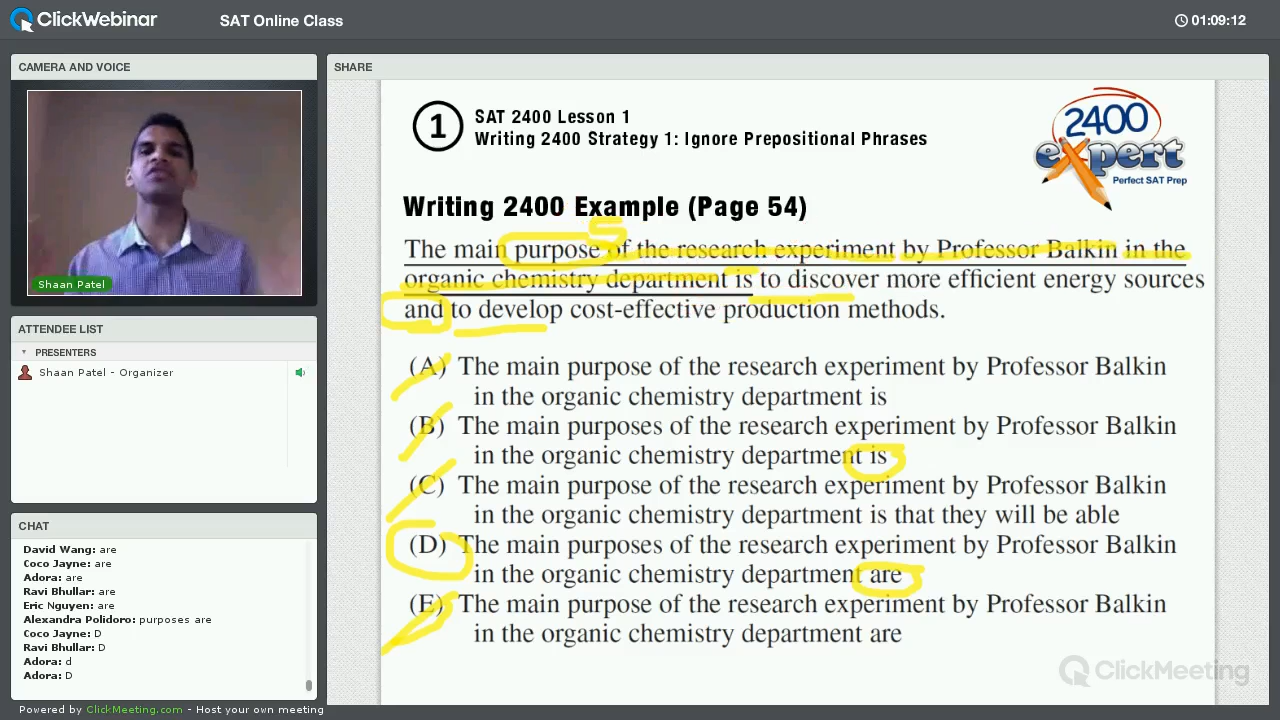 ClickWebinar
SAT Online Class
01:09:12
CAMERA AND VOICE
Shaan Patel
ATTENDEE LIST
PRESENTERS
Shaan Patel - Organizer
CHAT
David Wang: are
Coco Jayne: are
Adora: are
Ravi Bhullar: are
Eric Nguyen: are
Alexandra Polidoro: purposes are
Coco Jayne: D
Ravi Bhullar: D
Adora: d
Adora: D
Powered by ClickMeeting.com - Host your own meeting
SHARE
1
SAT 2400 Lesson 1
Writing 2400 Strategy 1: Ignore Prepositional Phrases
2400
expert
Perfect SAT Prep
Writing 2400 Example (Page 54)
S
The main purpose of the research experiment by Professor Balkin in the
organic chemistry department is to discover more efficient energy sources
and to develop cost-effective production methods.
(A) The main purpose of the research experiment by Professor Balkin
in the organic chemistry department is
(B) The main purposes of the research experiment by Professor Balkin
in the organic chemistry department is
(C) The main purpose of the research experiment by Professor Balkin
in the organic chemistry department is that they will be able
(D) The main purposes of the research experiment by Professor Balkin
in the organic chemistry department are
(E) The main purpose of the research experiment by Professor Balkin
in the organic chemistry department are
ClickMeeting